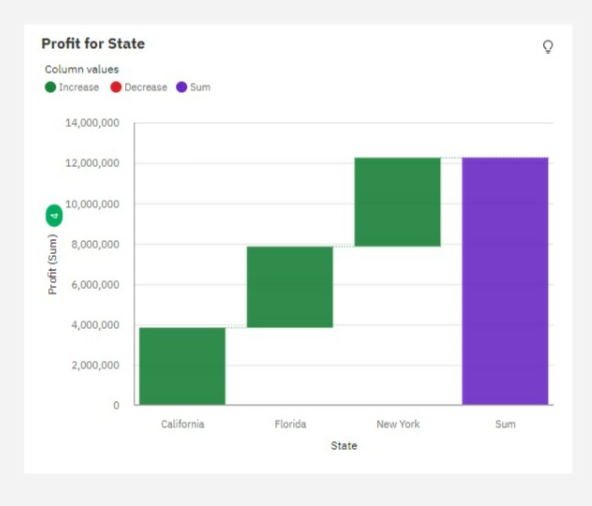 Profit for State
Column values
Increase Decrease Sum
14,000,000
12,000,000
10,000,000
8,000,000
6,000,000
4,000,000
2,000,000
0
Profit (Sum)
4
California Florida New York Sum
State